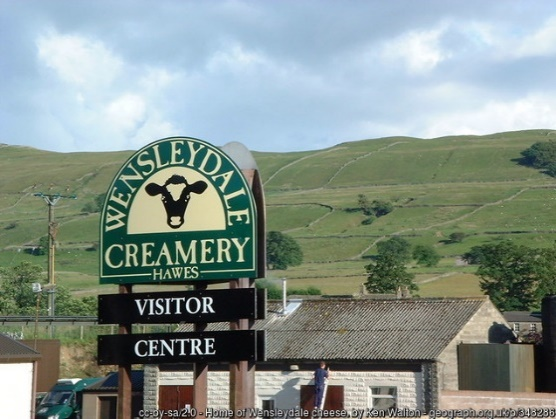 WENSLEYDALE
CREAMERY
HAWES
VISITOR
CENTRE
cc-by-sa/2.0 - Home of Wensleydale cheese. by Ken Walton - geograph.org.uk/p/